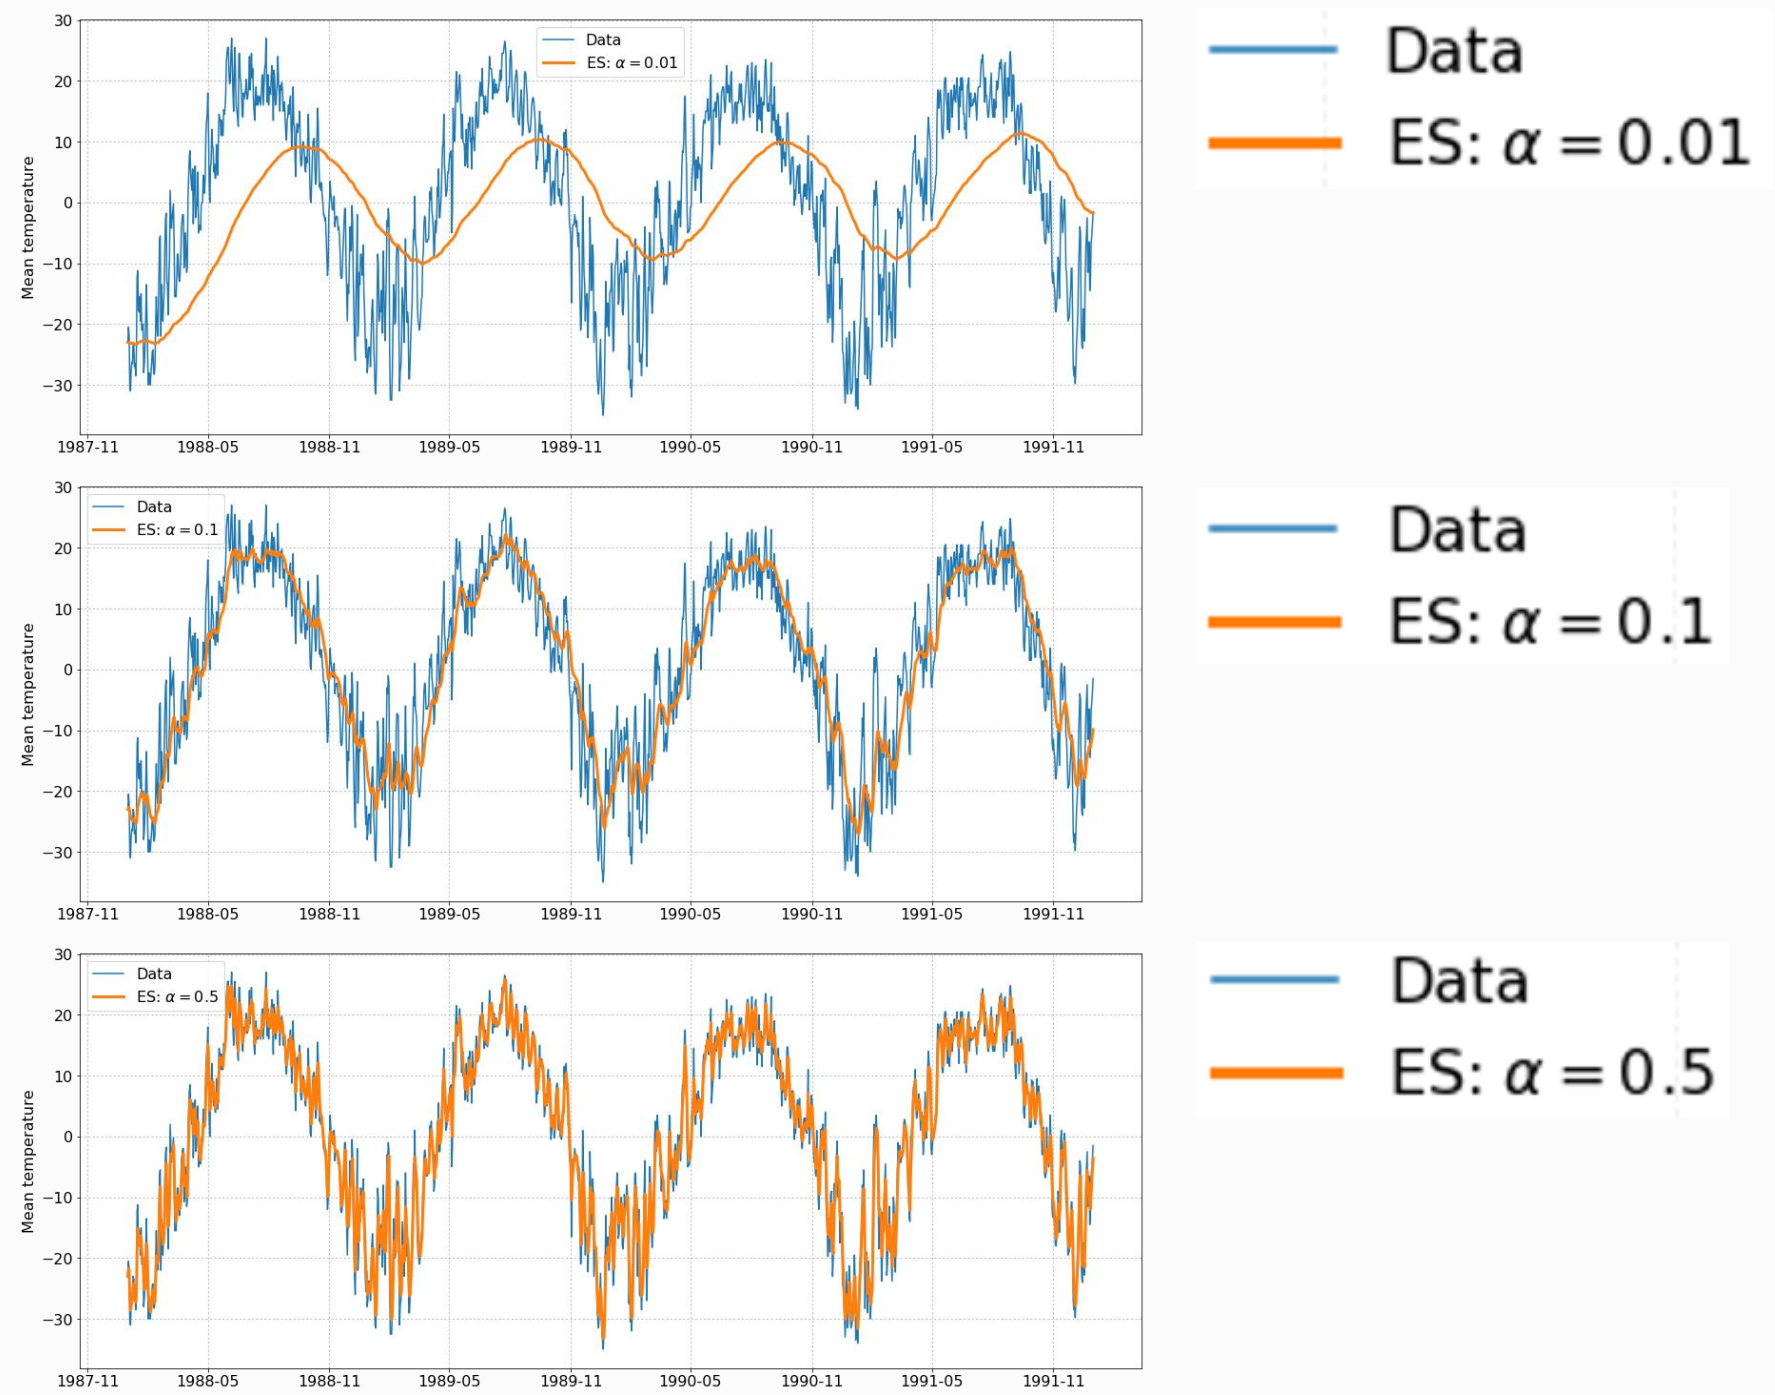 30
20
10
0
−10
−20
−30
Mean temperature
Data
ES: α = 0.01
1987-11 1988-05 1988-11 1989-05 1989-11 1990-05 1990-11 1991-05 1991-11
Data
ES: α = 0.01
30
20
10
0
−10
−20
−30
Mean temperature
Data
ES: α = 0.1
1987-11 1988-05 1988-11 1989-05 1989-11 1990-05 1990-11 1991-05 1991-11
Data
ES: α = 0.1
30
20
10
0
−10
−20
−30
Mean temperature
Data
ES: α = 0.5
1987-11 1988-05 1988-11 1989-05 1989-11 1990-05 1990-11 1991-05 1991-11
Data
ES: α = 0.5